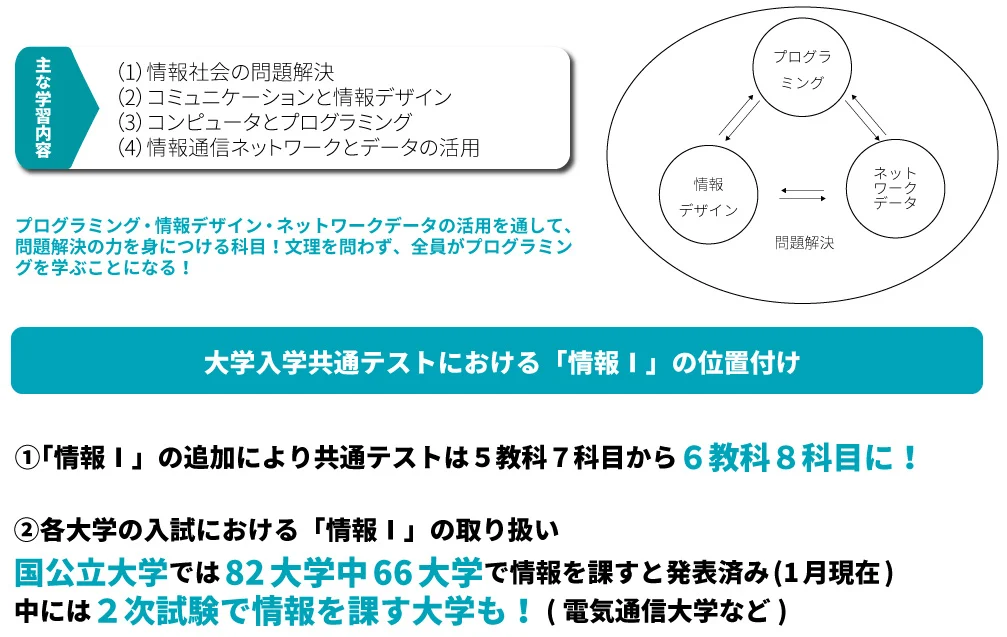 主な学習内容
（1）情報社会の問題解決
（2）コミュニケーションと情報デザイン
（3）コンピュータとプログラミング
（4）情報通信ネットワークとデータの活用
プログラミング・情報デザイン・ネットワークデータの活用を通して、
問題解決の力を身につける科目！文理を問わず、全員がプログラミン
グを学ぶことになる！
プログラ
ミング
情報
デザイン
ネット
ワーク
データ
問題解決
大学入学共通テストにおける「情報Ⅰ」の位置付け
①「情報Ⅰ」の追加により共通テストは５教科７科目から６教科８科目に！
②各大学の入試における「情報Ⅰ」の取り扱い
国公立大学では82大学中66大学で情報を課すと発表済み(1月現在)
中には２次試験で情報を課す大学も！(電気通信大学など)